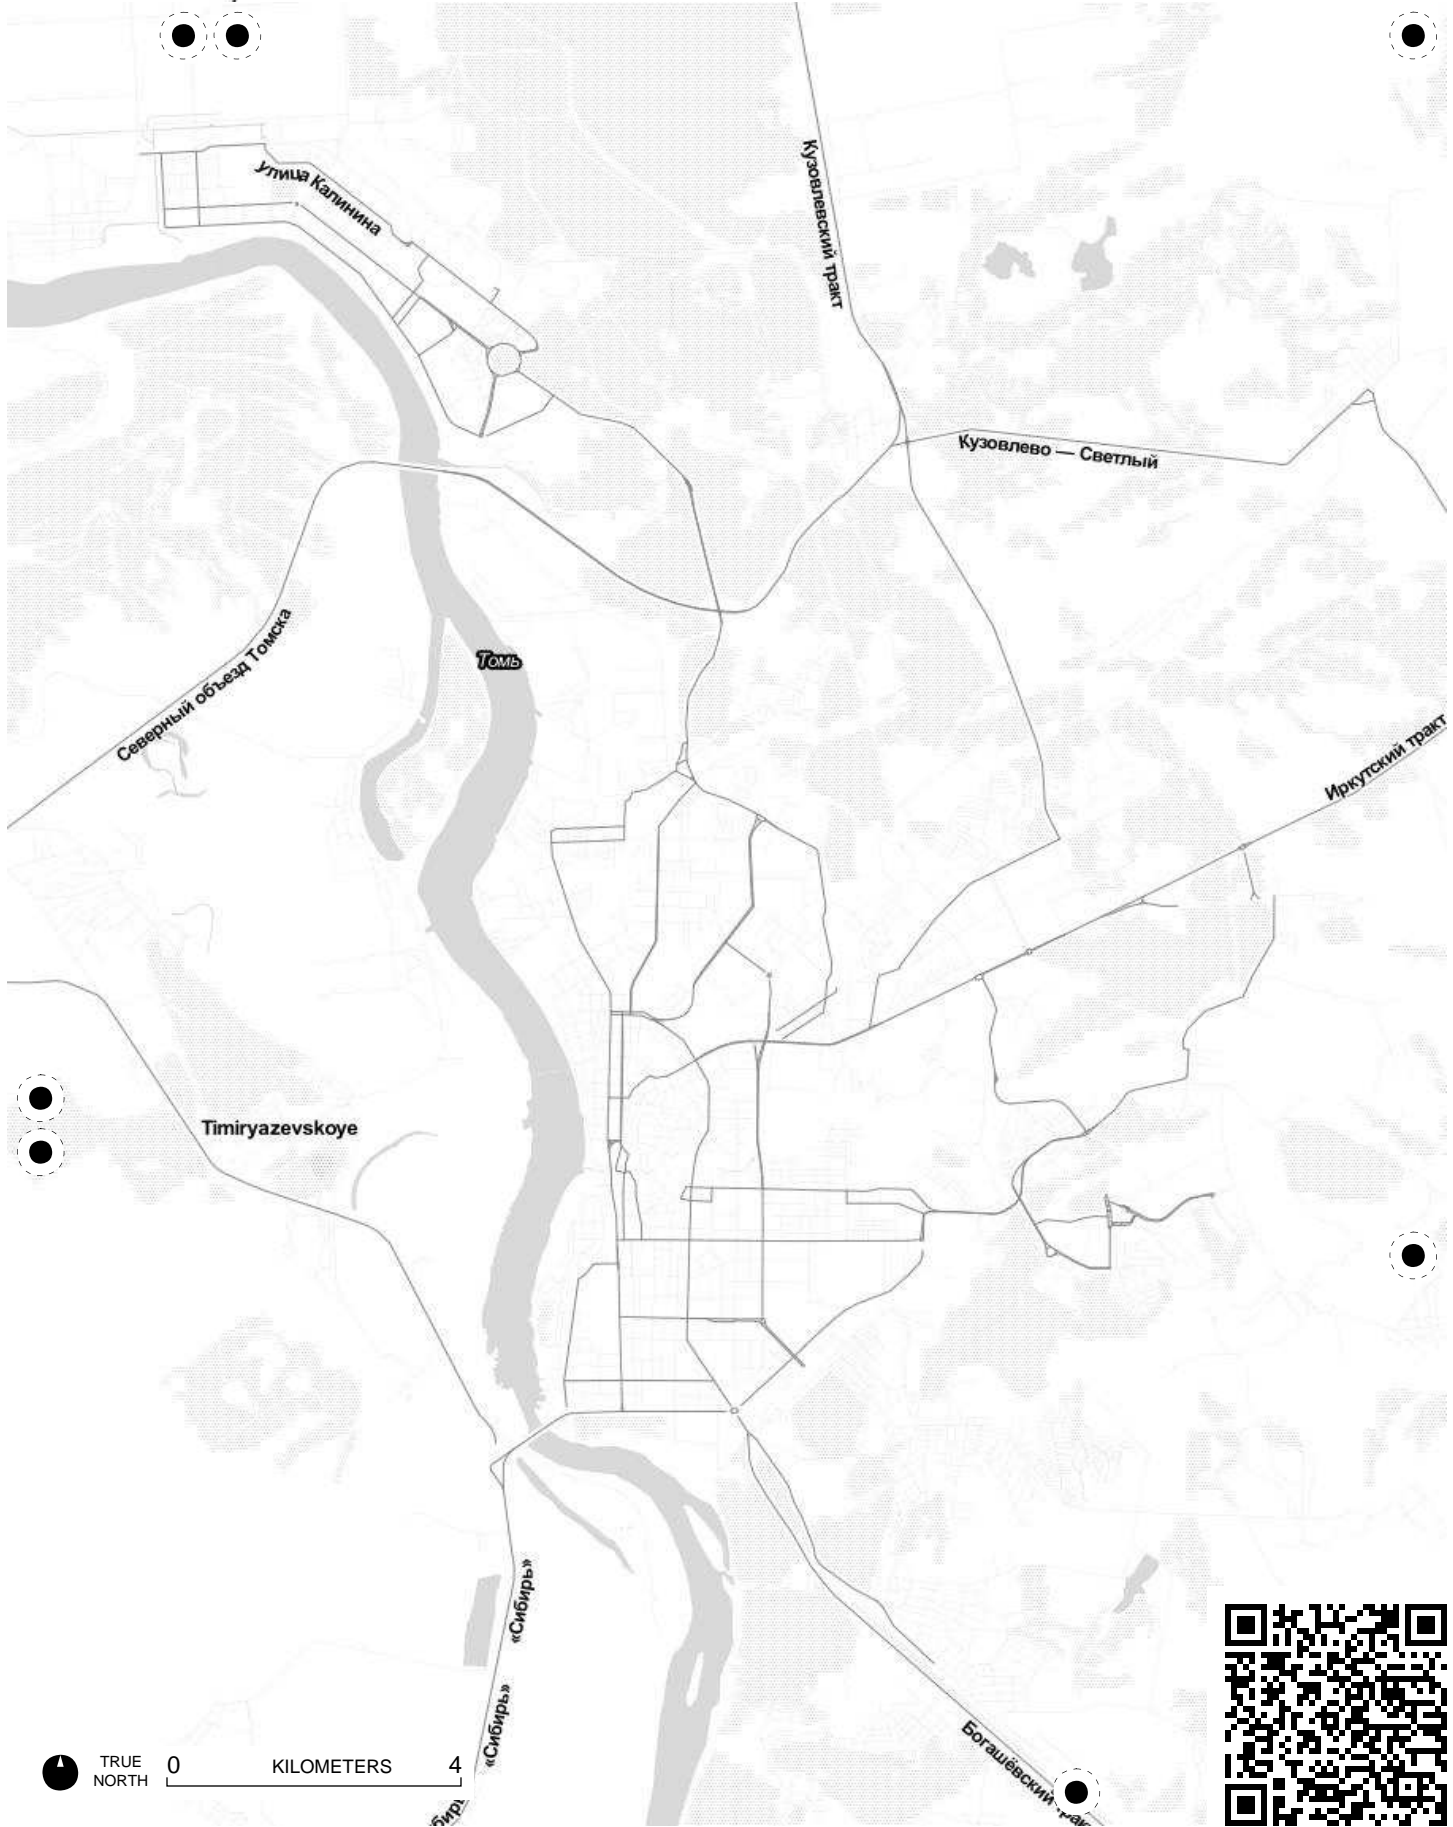 улица Калинина
Кузовлевский тракт
Кузовлево — Светлый
Северный объезд Томска
Томь
Иркутский тракт
Timiryazevskoye
«Сибирь»
«Сибирь»
Богашёвский
TRUE
NORTH
0 KILOMETERS 4